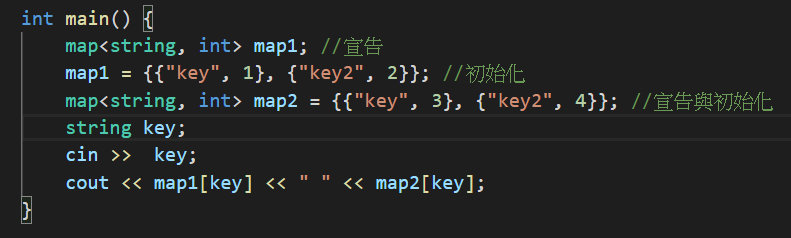 int main() {
    map<string, int> map1; //宣告
    map1 = {{"key", 1}, {"key2", 2}}; //初始化
    map<string, int> map2 = {{"key", 3}, {"key2", 4}}; //宣告與初始化
    string key;
    cin >>  key;
    cout << map1[key] << " " << map2[key];
}